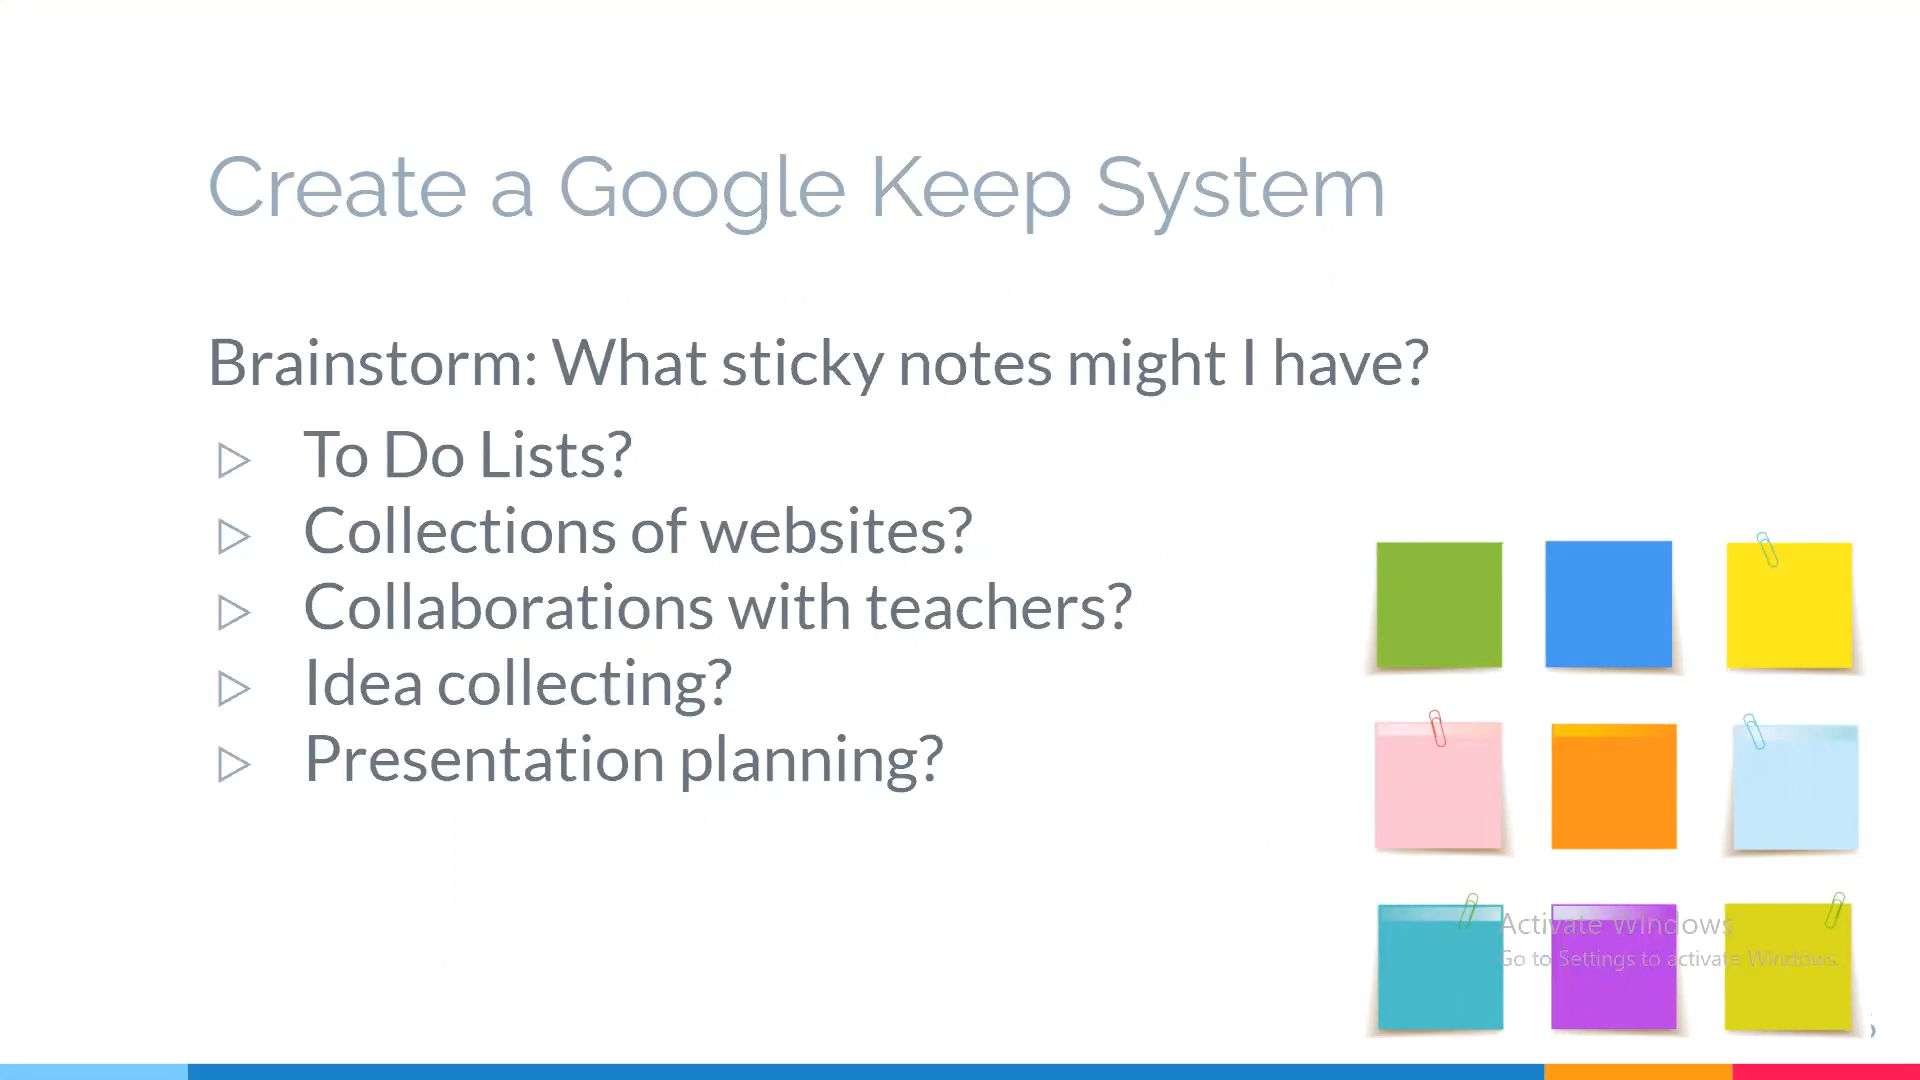 Create a Google Keep System
Brainstorm: What sticky notes might I have?
To Do Lists?
Collections of websites?
Collaborations with teachers?
Idea collecting?
Presentation planning?
Activate Windows
Go to Settings to activate Windows.